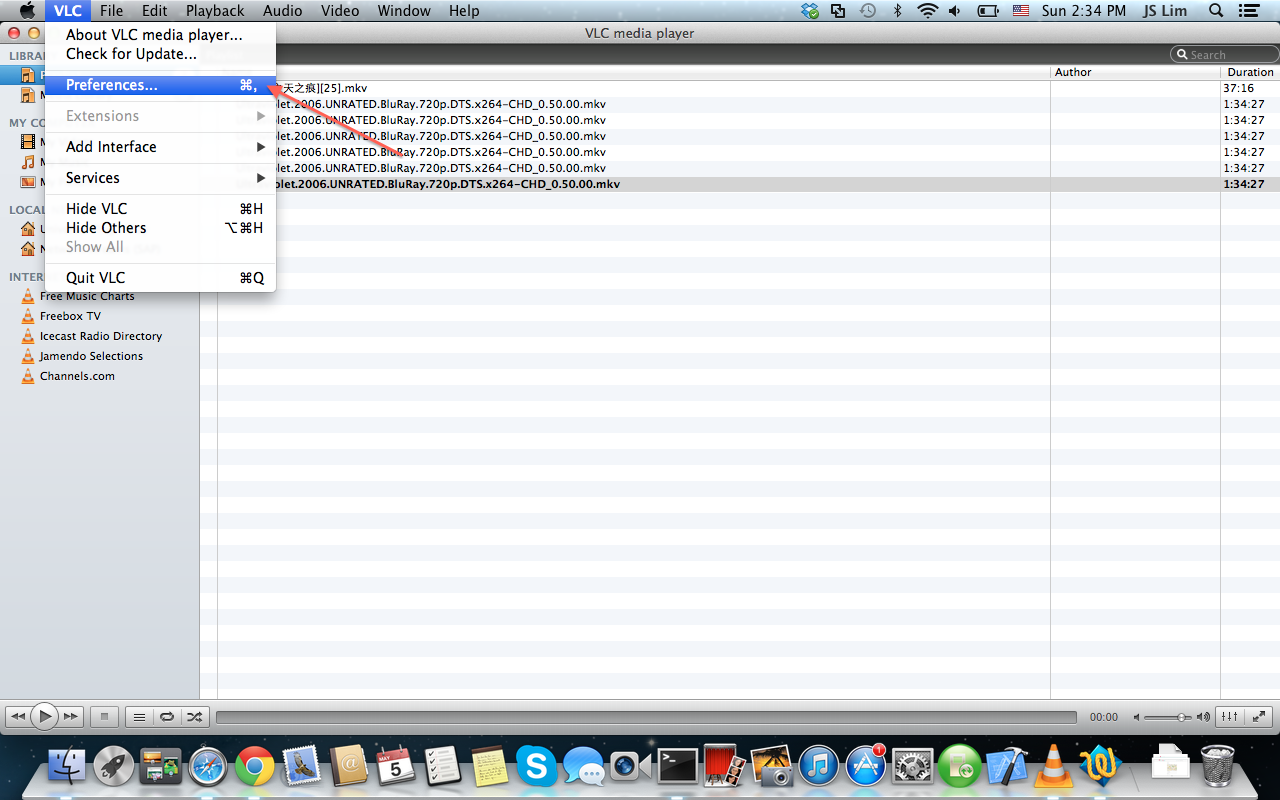 VLC File Edit Playback Audio Video Window Help Sun 2:34 PM JS Lim
VLC media player
About VLC media player...
Check for Update...
Preferences... ⌘,
Extensions
Add Interface
Services
Hide VLC ⌘H
Hide Others ⌥⌘H
Show All
Quit VLC ⌘Q
Search
LIBRA
MY CO
LOCAL
INTER
Free Music Charts
Freebox TV
Icecast Radio Directory
Jamendo Selections
Channels.com
Author Duration
天之痕][25].mkv 37:16
let.2006.UNRATED.BluRay.720p.DTS.x264-CHD_0.50.00.mkv 1:34:27
let.2006.UNRATED.BluRay.720p.DTS.x264-CHD_0.50.00.mkv 1:34:27
let.2006.UNRATED.BluRay.720p.DTS.x264-CHD_0.50.00.mkv 1:34:27
let.2006.UNRATED.BluRay.720p.DTS.x264-CHD_0.50.00.mkv 1:34:27
let.2006.UNRATED.BluRay.720p.DTS.x264-CHD_0.50.00.mkv 1:34:27
olet.2006.UNRATED.BluRay.720p.DTS.x264-CHD_0.50.00.mkv 1:34:27
00:00
MAY
5
1